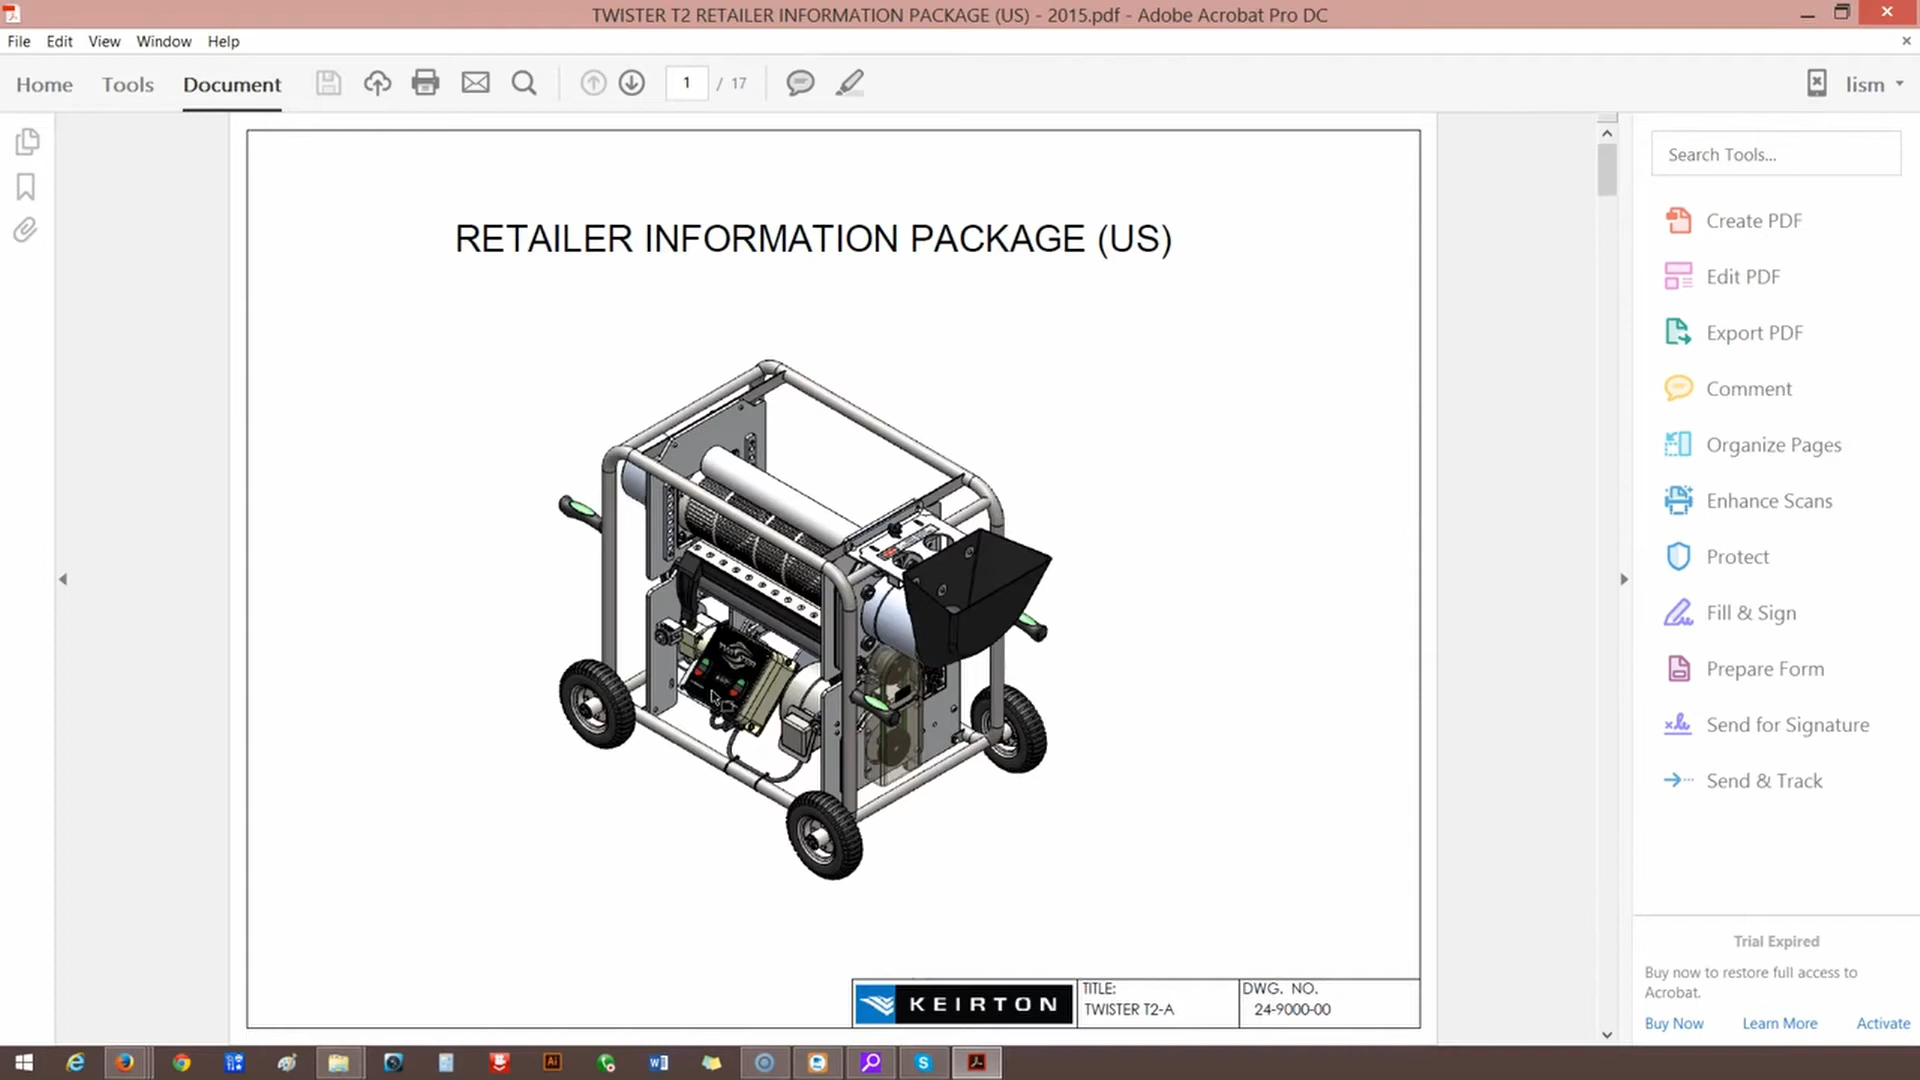 TWISTER T2 RETAILER INFORMATION PACKAGE (US) - 2015.pdf - Adobe Acrobat Pro DC
File Edit View Window Help
Home Tools Document 1 / 17 lism
Search Tools...
Create PDF
Edit PDF
Export PDF
Comment
Organize Pages
Enhance Scans
Protect
Fill & Sign
Prepare Form
Send for Signature
Send & Track
Trial Expired
Buy now to restore full access to
Acrobat.
Buy Now Learn More Activate
RETAILER INFORMATION PACKAGE (US)
KEIRTON
TITLE:
TWISTER T2-A
DWG. NO.
24-9000-00